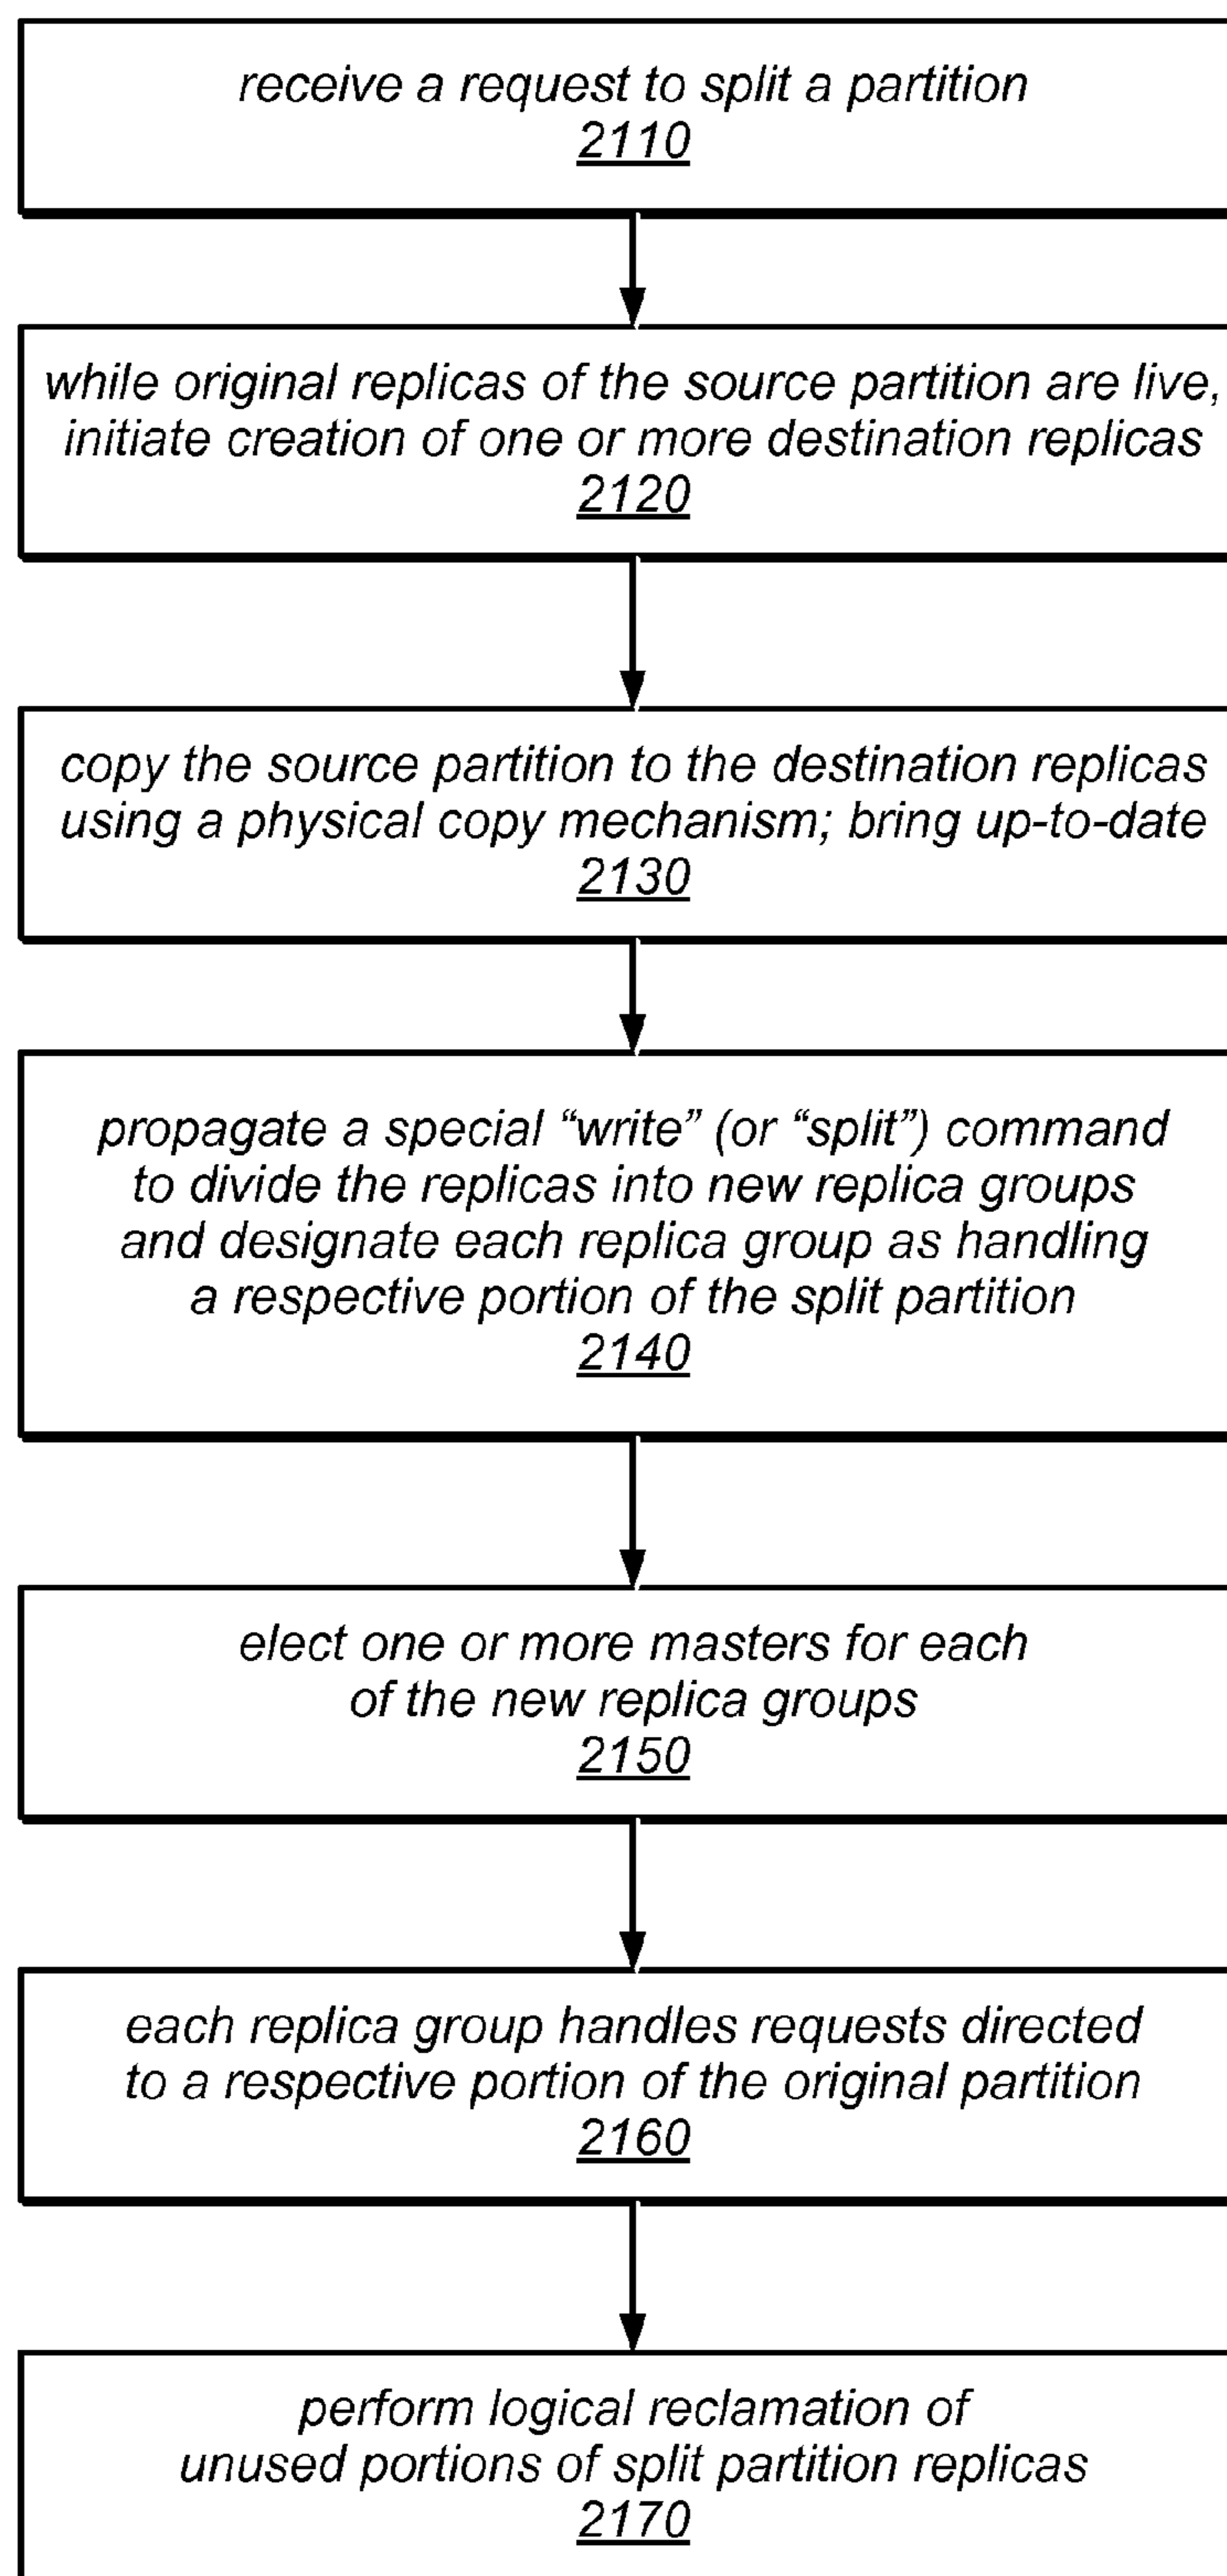 receive a request to split a partition
2110
while original replicas of the source partition are live,
initiate creation of one or more destination replicas
2120
copy the source partition to the destination replicas
using a physical copy mechanism; bring up-to-date
2130
propagate a special “write” (or “split”) command
to divide the replicas into new replica groups
and designate each replica group as handling
a respective portion of the split partition
2140
elect one or more masters for each
of the new replica groups
2150
each replica group handles requests directed
to a respective portion of the original partition
2160
perform logical reclamation of
unused portions of split partition replicas
2170